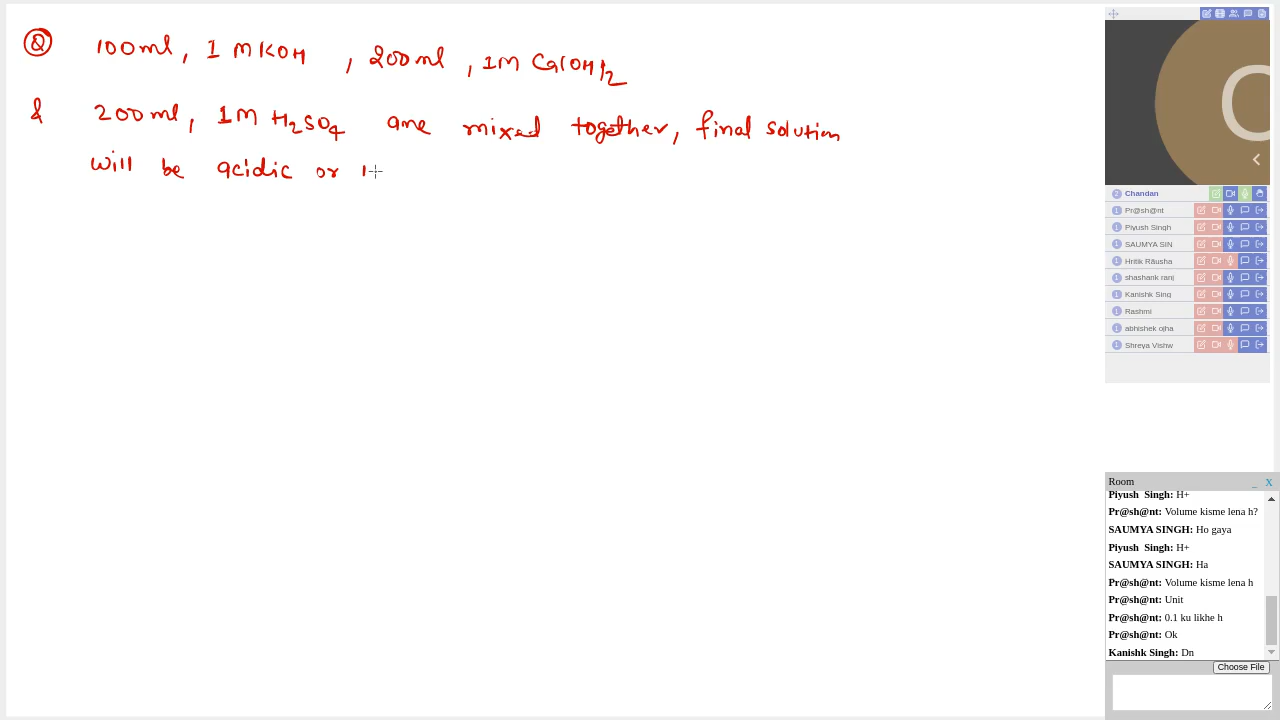 Q 100ml, 1 M KOH , 200ml, 1M Ca(OH)2
& 200ml, 1M H2SO4 are mixed together, final solution
will be acidic or
C
Chandan
Pr@sh@nt
Piyush Singh
SAUMYA SIN
Hritik Räusha
shashank ranj
Kanishk Sing
Rashmi
abhishek ojha
Shreya Vishw
Room _ X
Piyush Singh: H+
Pr@sh@nt: Volume kisme lena h?
SAUMYA SINGH: Ho gaya
Piyush Singh: H+
SAUMYA SINGH: Ha
Pr@sh@nt: Volume kisme lena h
Pr@sh@nt: Unit
Pr@sh@nt: 0.1 ku likhe h
Pr@sh@nt: Ok
Kanishk Singh: Dn
Choose File